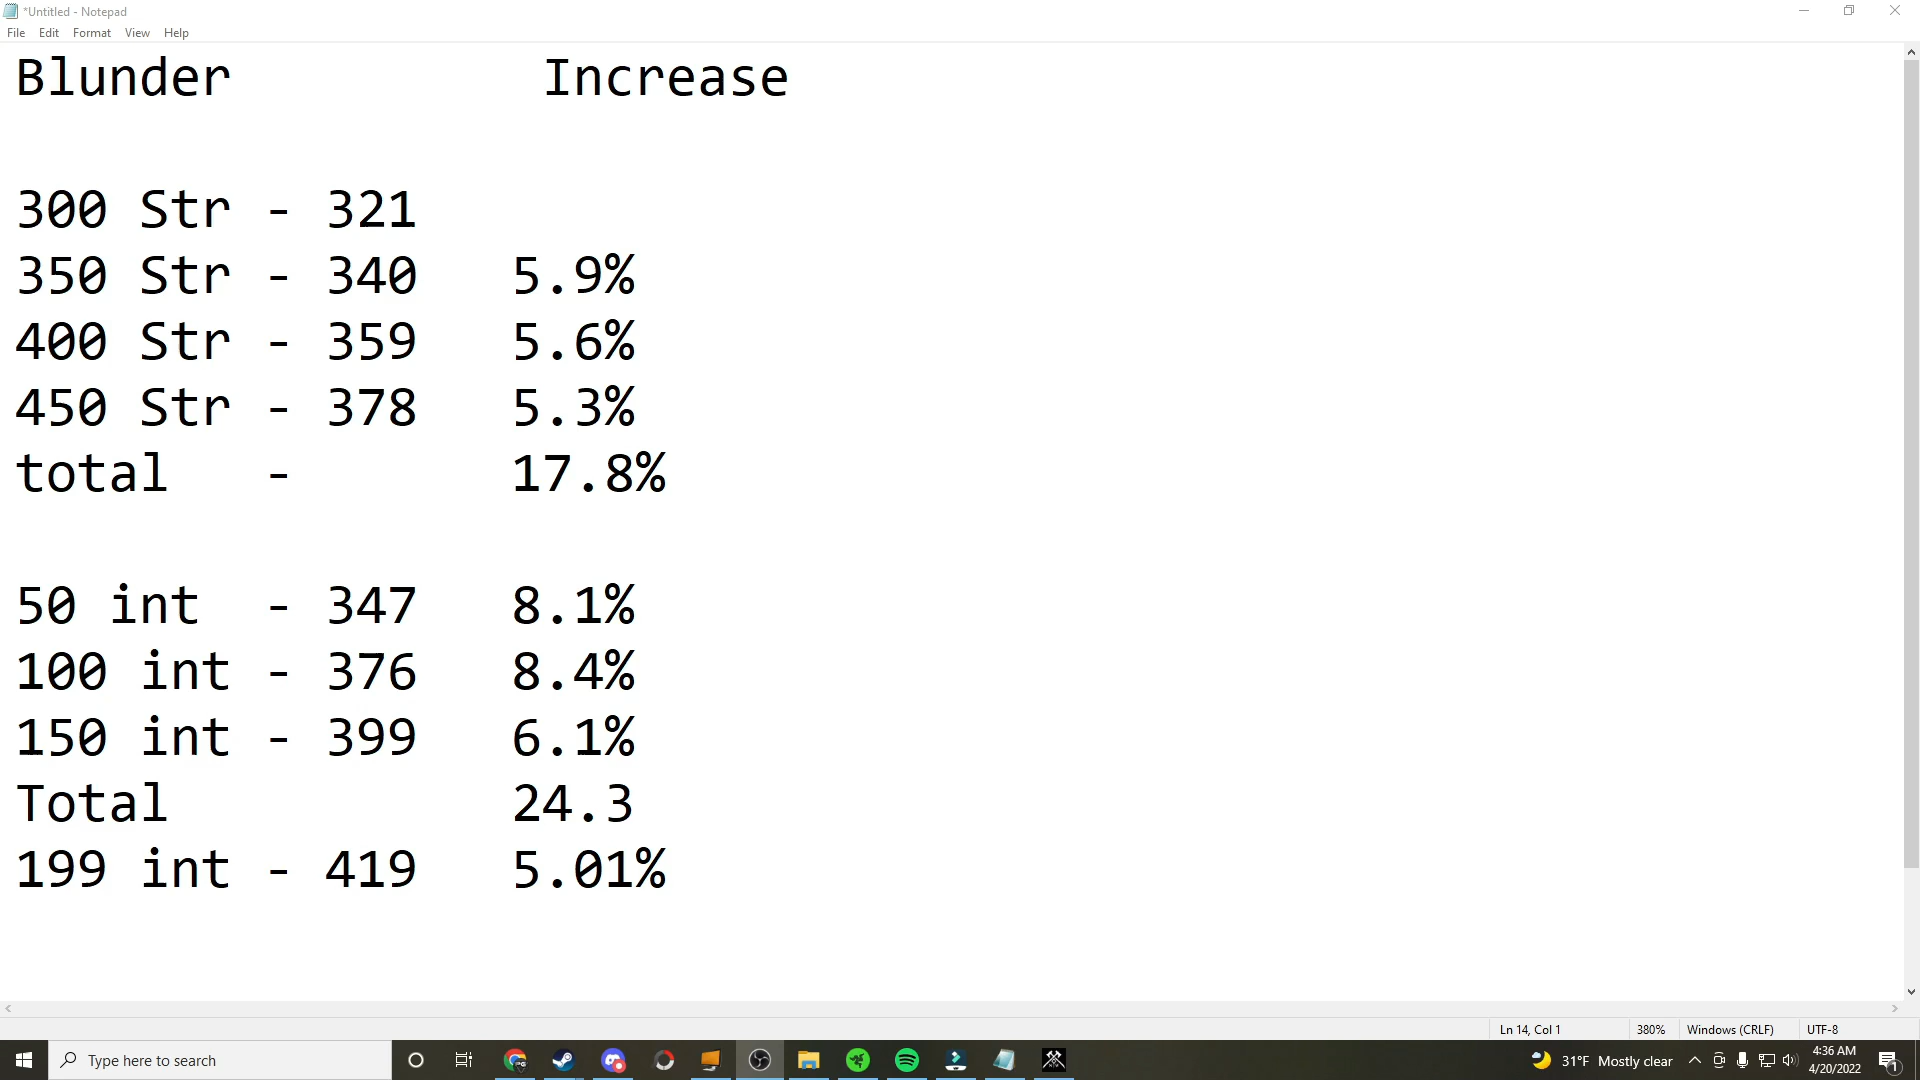 *Untitled - Notepad
File Edit Format View Help
Blunder Increase
300 Str - 321
350 Str - 340 5.9%
400 Str - 359 5.6%
450 Str - 378 5.3%
total - 17.8%
50 int - 347 8.1%
100 int - 376 8.4%
150 int - 399 6.1%
Total 24.3
199 int - 419 5.01%
Ln 14, Col 1 380% Windows (CRLF) UTF-8
Type here to search
31°F Mostly clear
4:36 AM
4/20/2022
1